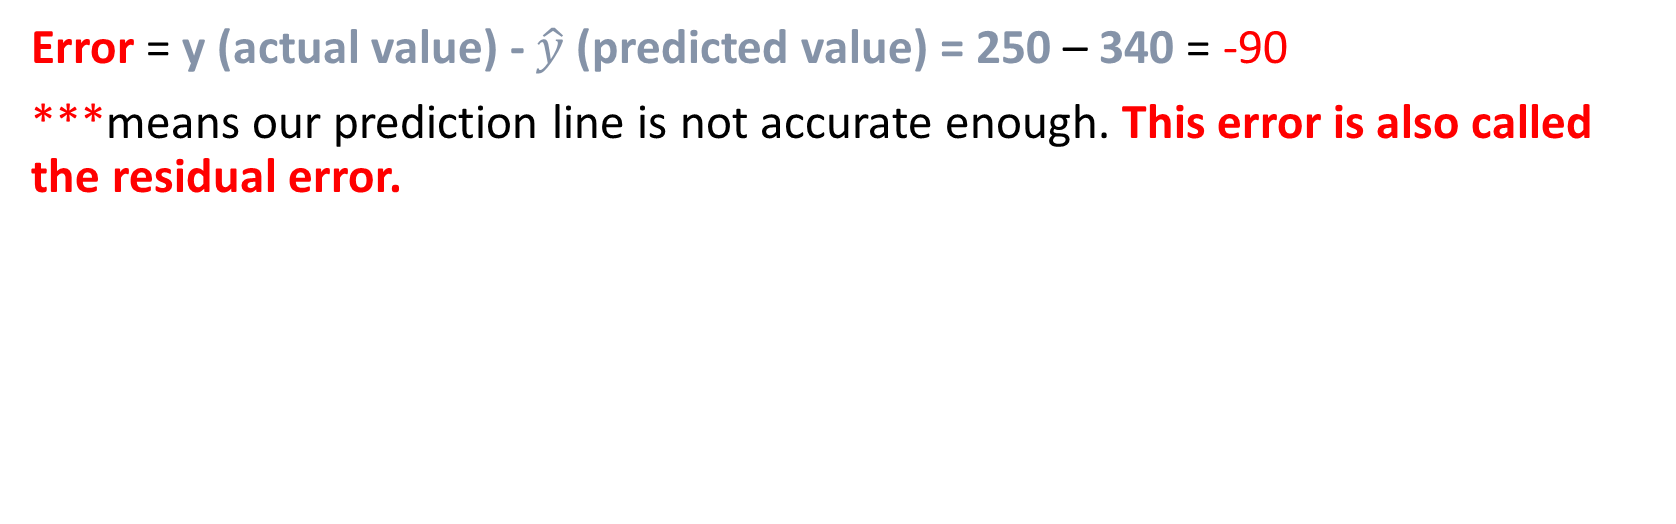 Error = y (actual value) - ŷ (predicted value) = 250 – 340 = -90
***means our prediction line is not accurate enough. This error is also called
the residual error.